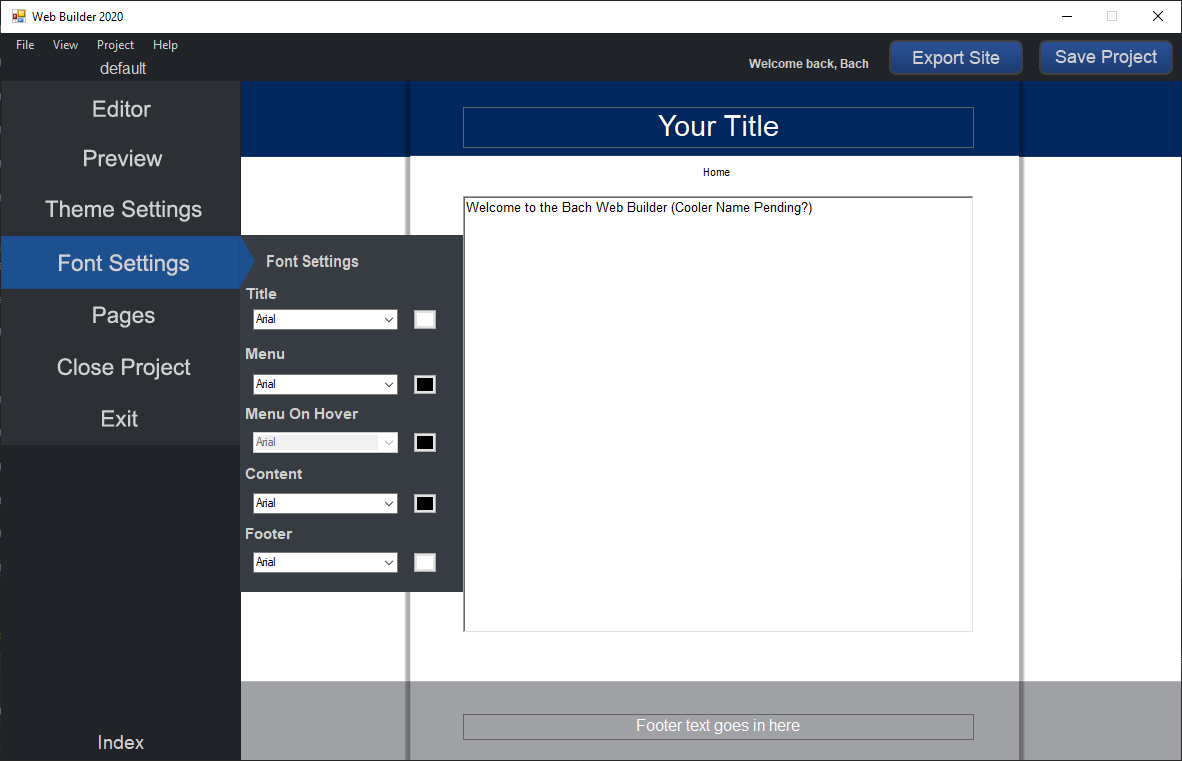 Web Builder 2020
File View Project Help
default
Welcome back, Bach
Export Site
Save Project
Editor
Preview
Theme Settings
Font Settings
Pages
Close Project
Exit
Index
Font Settings
Title
Arial
Menu
Arial
Menu On Hover
Arial
Content
Arial
Footer
Arial
Your Title
Home
Welcome to the Bach Web Builder (Cooler Name Pending?)
Footer text goes in here